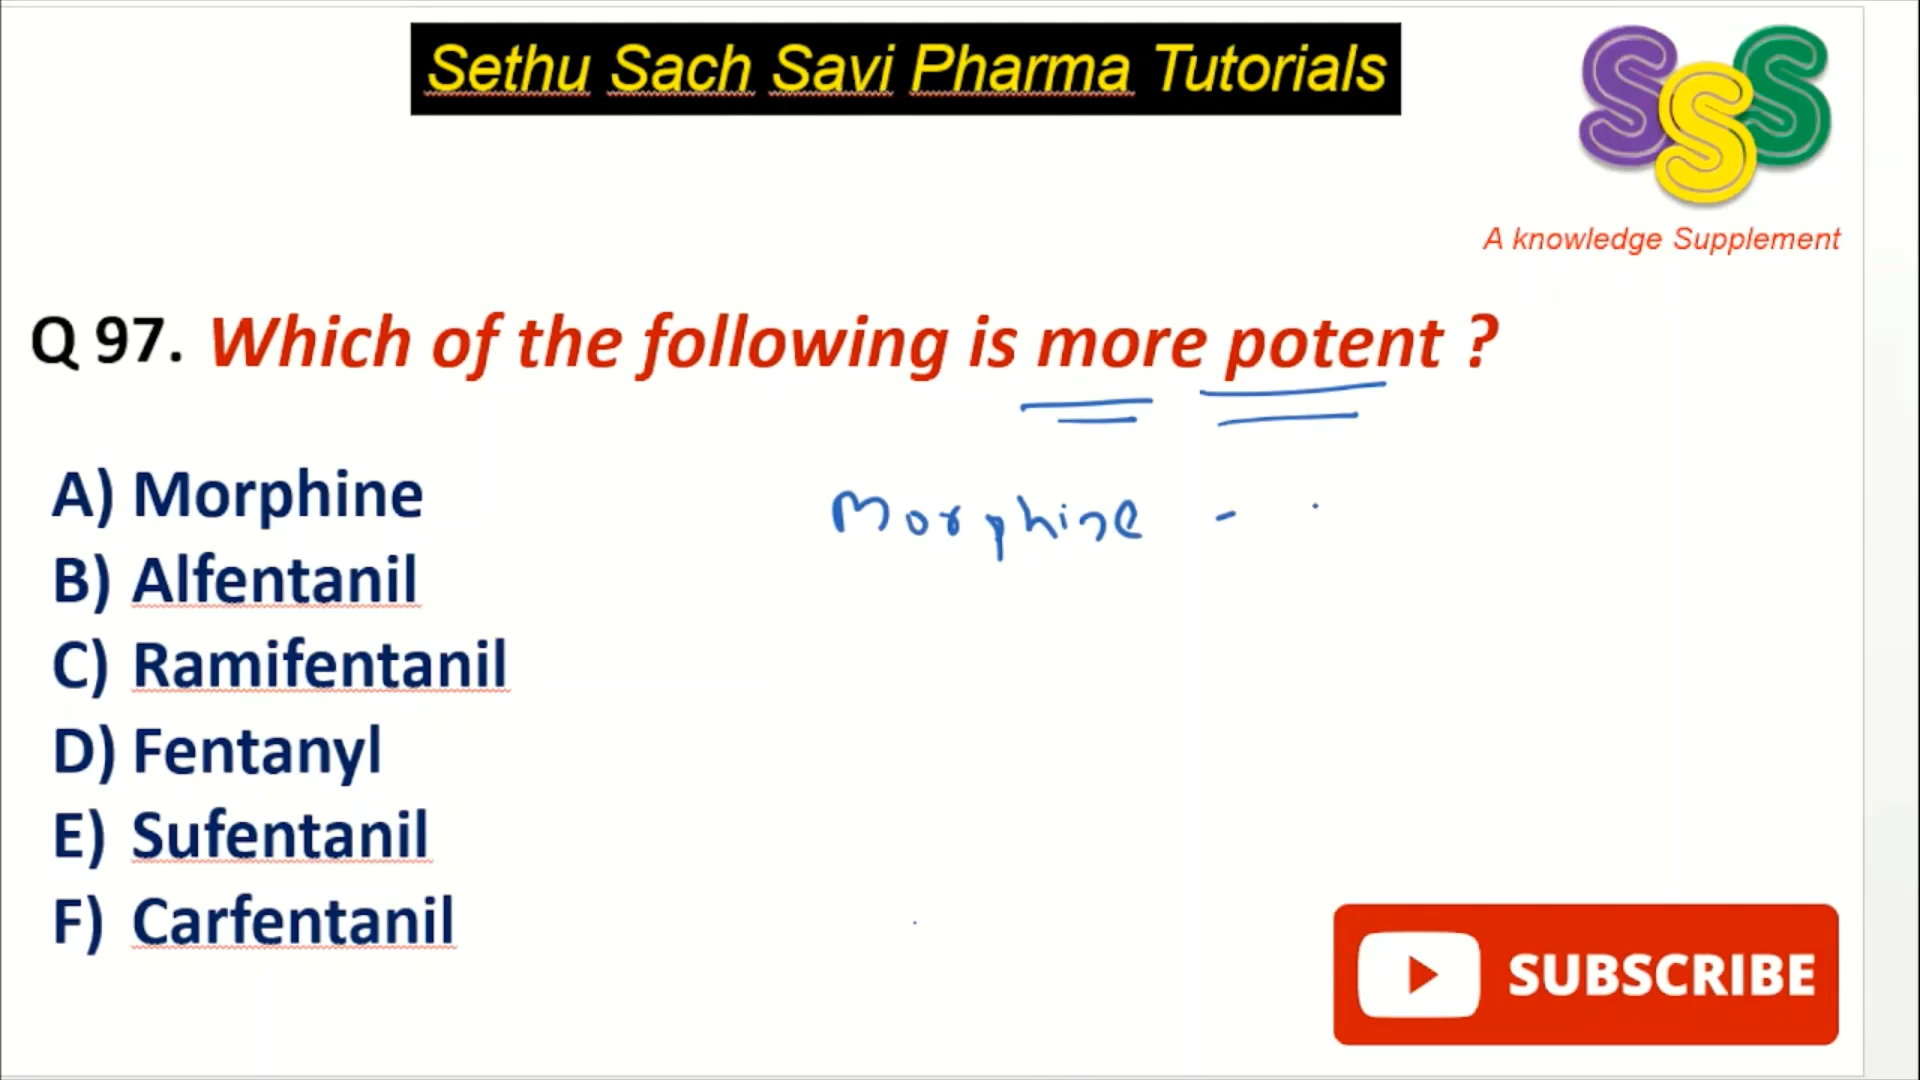 Sethu Sach Savi Pharma Tutorials
SSS
A knowledge Supplement
Q 97. Which of the following is more potent ?
A) Morphine
Morphine -
B) Alfentanil
C) Ramifentanil
D) Fentanyl
E) Sufentanil
F) Carfentanil
SUBSCRIBE